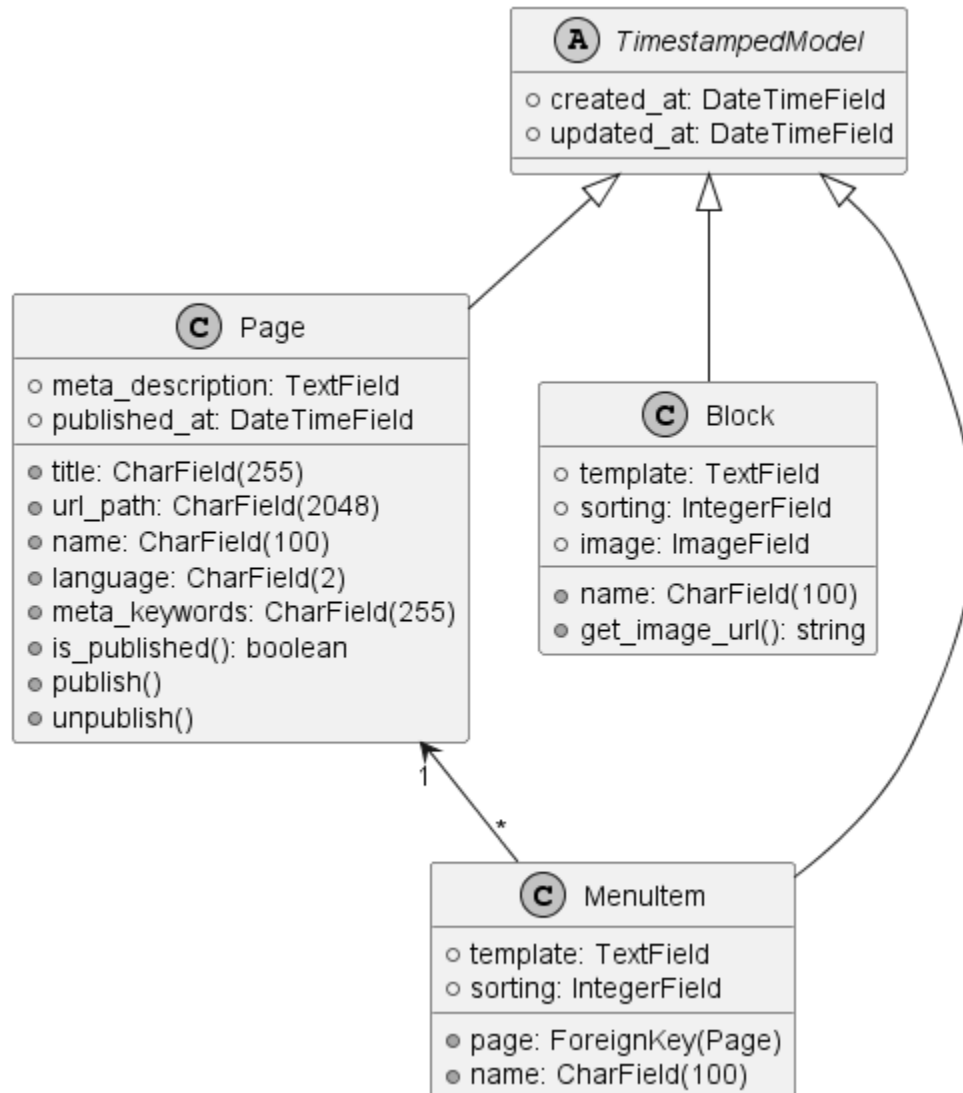 A TimestampedModel
created_at: DateTimeField
updated_at: DateTimeField
C Page
meta_description: TextField
published_at: DateTimeField
title: CharField(255)
url_path: CharField(2048)
name: CharField(100)
language: CharField(2)
meta_keywords: CharField(255)
is_published(): boolean
publish()
unpublish()
C Block
template: TextField
sorting: IntegerField
image: ImageField
name: CharField(100)
get_image_url(): string
1
*
C MenuItem
template: TextField
sorting: IntegerField
page: ForeignKey(Page)
name: CharField(100)